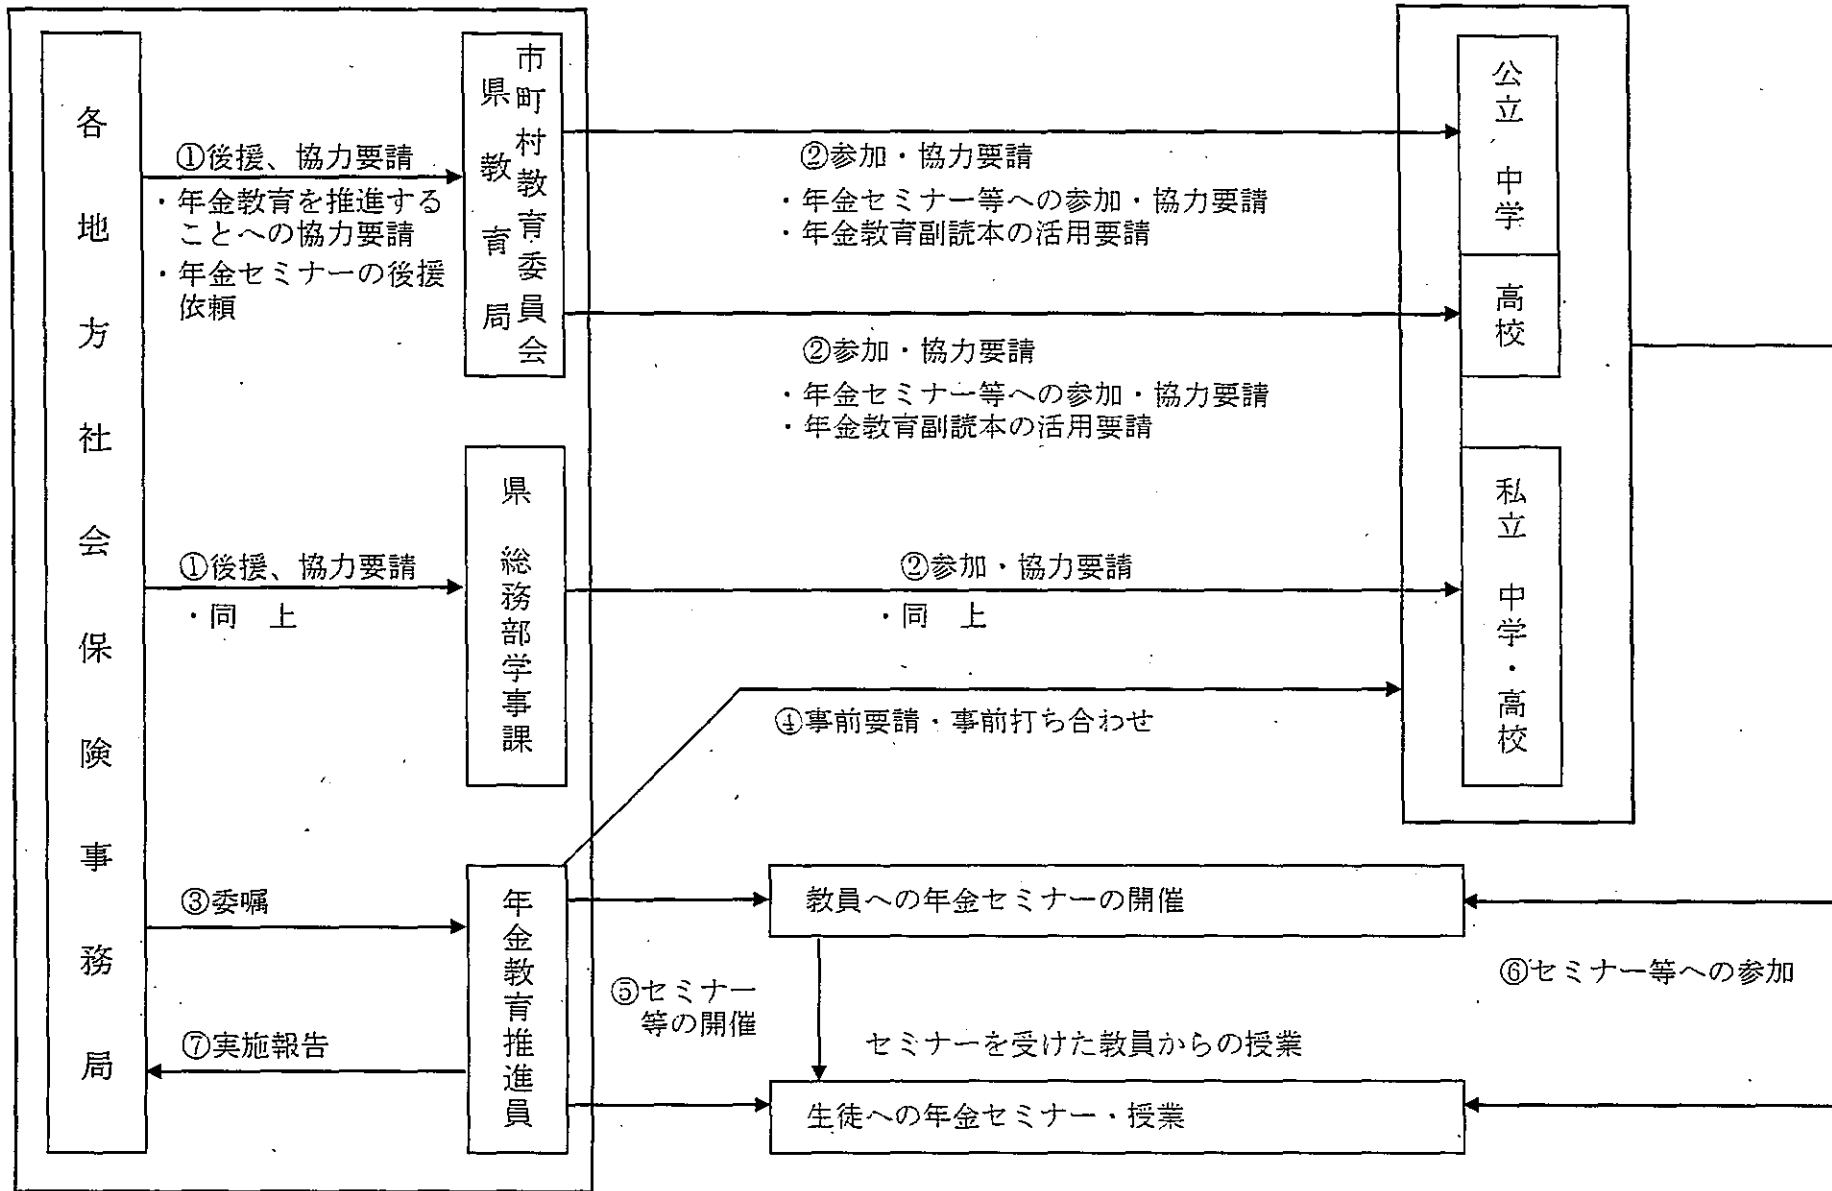 各地方社会保険事務局
①後援、協力要請
・年金教育を推進する
ことへの協力要請
・年金セミナーの後援
依頼
市町村教育委員会
県教育局
②参加・協力要請
・年金セミナー等への参加・協力要請
・年金教育副読本の活用要請
②参加・協力要請
・年金セミナー等への参加・協力要請
・年金教育副読本の活用要請
公立 中学
高校
①後援、協力要請
・同 上
県 総務部学事課
②参加・協力要請
・同 上
私立 中学・高校
④事前要請・事前打ち合わせ
③委嘱
⑦実施報告
年金教育推進員
⑤セミナー
等の開催
教員への年金セミナーの開催
セミナーを受けた教員からの授業
生徒への年金セミナー・授業
⑥セミナー等への参加